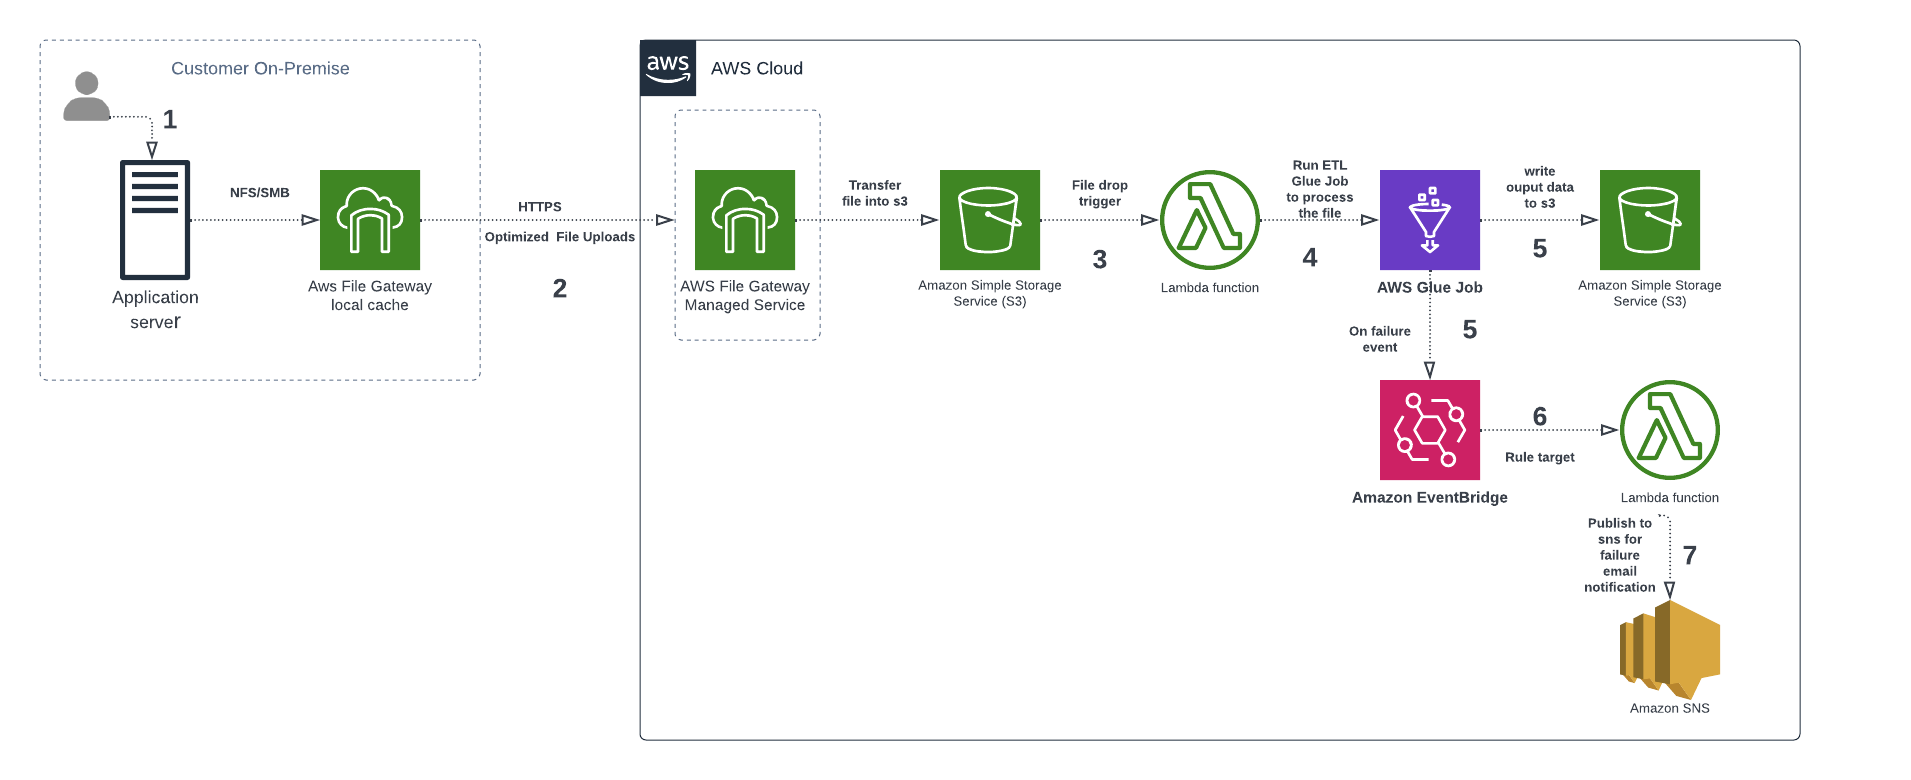 Customer On-Premise
1
NFS/SMB
Application
server
Aws File Gateway
local cache
HTTPS
Optimized File Uploads
2
aws
AWS Cloud
AWS File Gateway
Managed Service
Transfer
file into s3
Amazon Simple Storage
Service (S3)
File drop
trigger
3
Lambda function
Run ETL
Glue Job
to process
the file
4
AWS Glue Job
write
ouput data
to s3
5
Amazon Simple Storage
Service (S3)
On failure
event
5
Amazon EventBridge
6
Rule target
Lambda function
Publish to
sns for
failure
email
notification
7
Amazon SNS